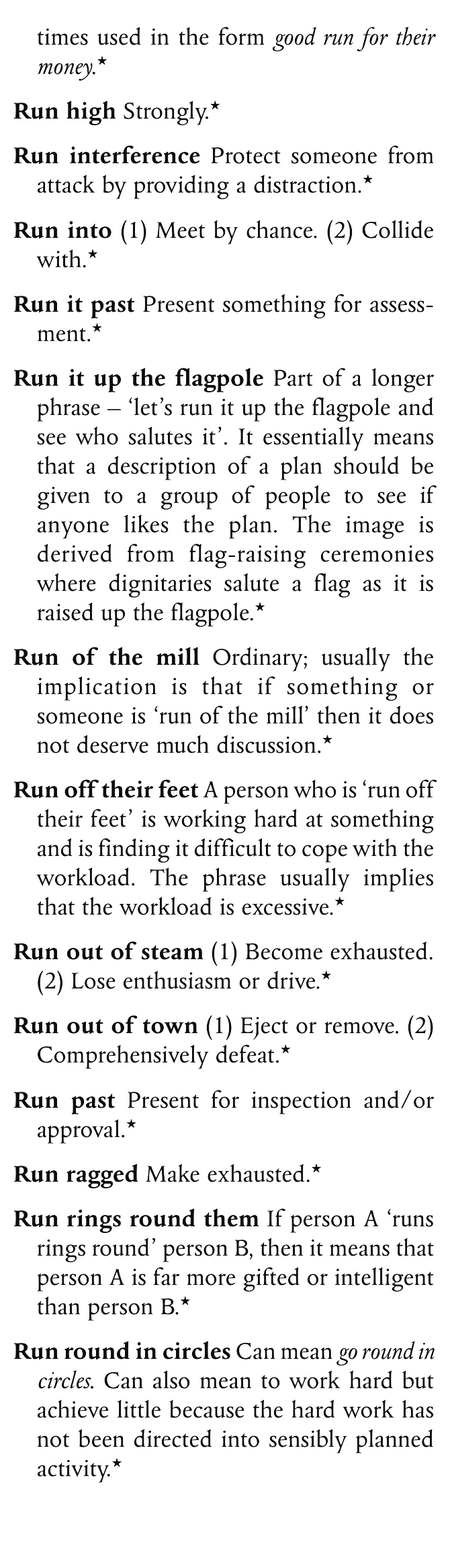 times used in the form good run for their
money.★
Run high Strongly.★
Run interference Protect someone from
attack by providing a distraction.★
Run into (1) Meet by chance. (2) Collide
with.★
Run it past Present something for assess-
ment.★
Run it up the flagpole Part of a longer
phrase – ‘let’s run it up the flagpole and
see who salutes it’. It essentially means
that a description of a plan should be
given to a group of people to see if
anyone likes the plan. The image is
derived from flag-raising ceremonies
where dignitaries salute a flag as it is
raised up the flagpole.★
Run of the mill Ordinary; usually the
implication is that if something or
someone is ‘run of the mill’ then it does
not deserve much discussion.★
Run off their feet A person who is ‘run off
their feet’ is working hard at something
and is finding it difficult to cope with the
workload. The phrase usually implies
that the workload is excessive.★
Run out of steam (1) Become exhausted.
(2) Lose enthusiasm or drive.★
Run out of town (1) Eject or remove. (2)
Comprehensively defeat.★
Run past Present for inspection and/or
approval.★
Run ragged Make exhausted.★
Run rings round them If person A ‘runs
rings round’ person B, then it means that
person A is far more gifted or intelligent
than person B.★
Run round in circles Can mean go round in
circles. Can also mean to work hard but
achieve little because the hard work has
not been directed into sensibly planned
activity.★